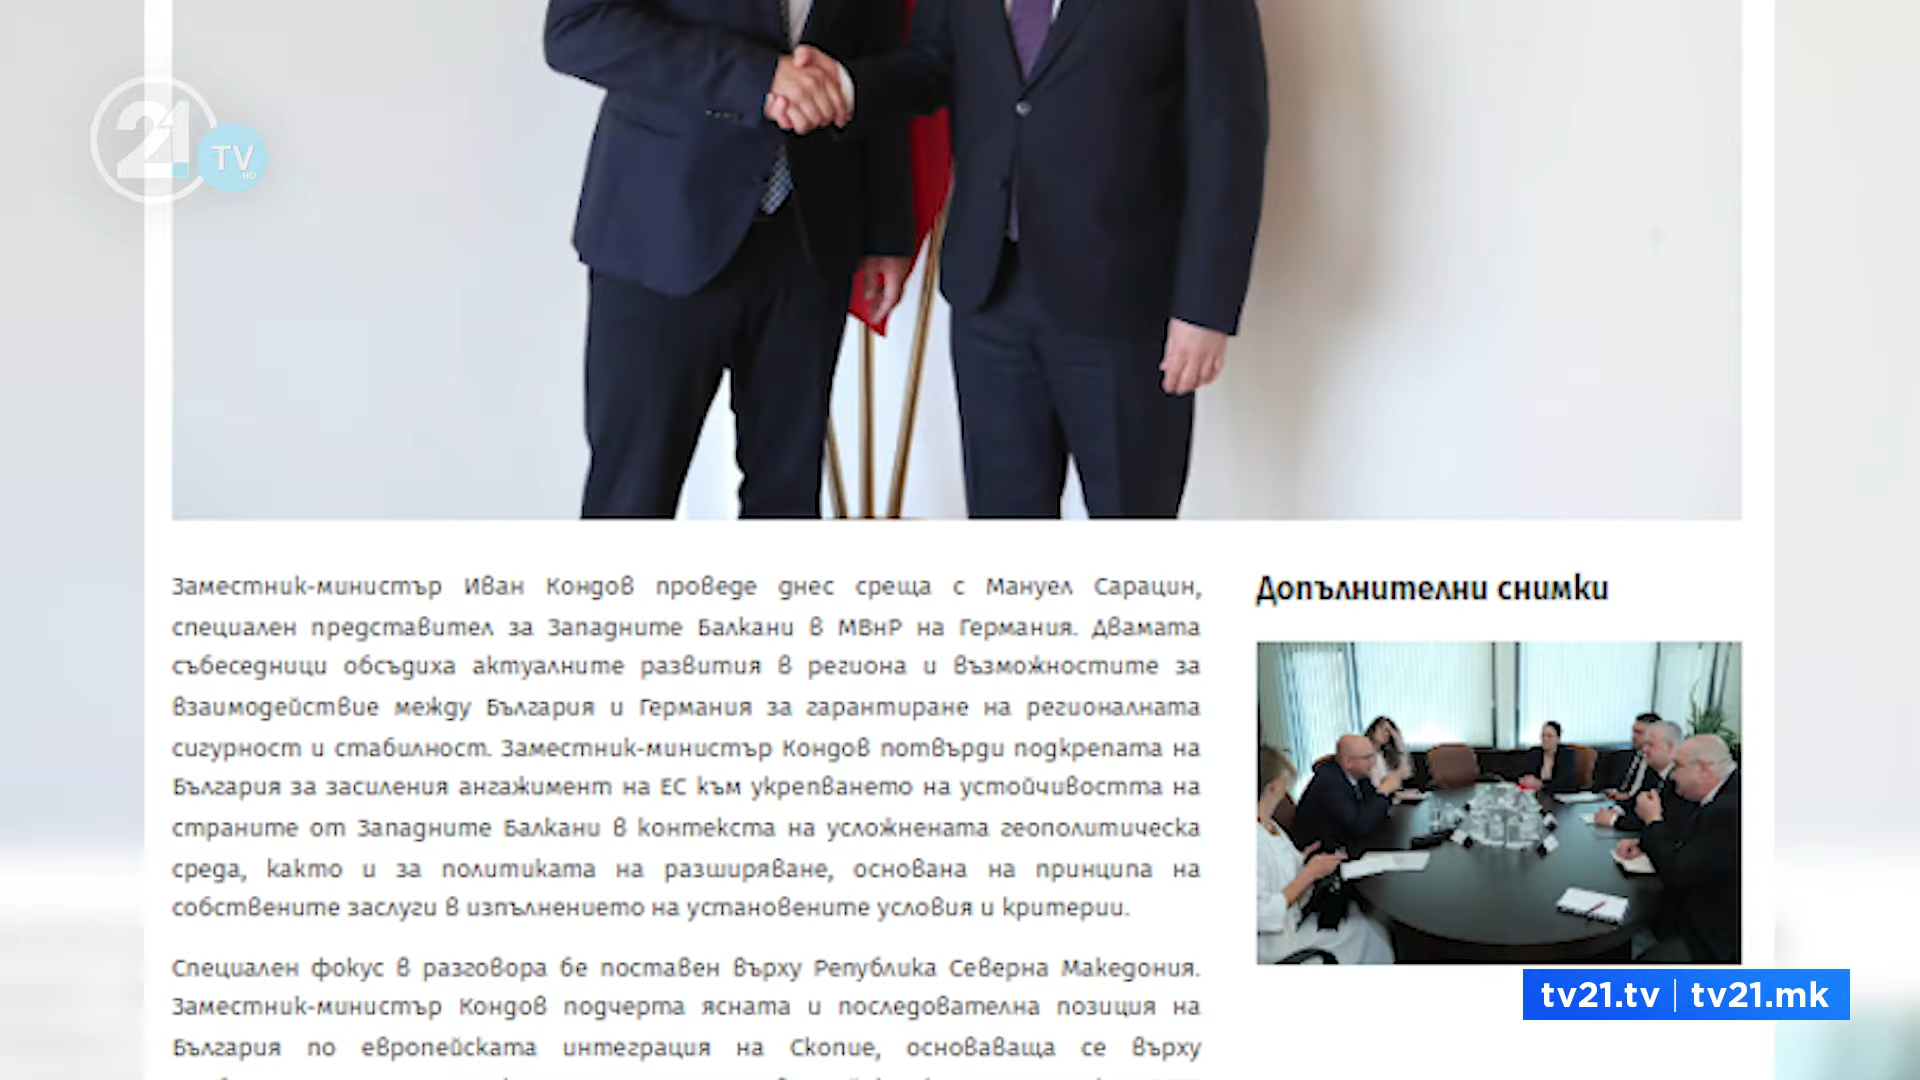 21
TV
HD
Заместник-министър Иван Кондов проведе днес среща с Мануел Сарацин,
специален представител за Западните Балкани в МВнР на Германия. Двамата
събеседници обсъдиха актуалните развития в региона и възможностите за
взаимодействие между България и Германия за гарантиране на регионалната
сигурност и стабилност. Заместник-министър Кондов потвърди подкрепата на
България за засиления ангажимент на ЕС към укрепването на устойчивостта на
страните от Западните Балкани в контекста на усложнената геополитическа
среда, както и за политиката на разширяване, основана на принципа на
собствените заслуги в изпълнението на установените условия и критерии.
Специален фокус в разговора бе поставен върху Република Северна Македония.
Заместник-министър Кондов подчерта ясната и последователна позиция на
България по европейската интеграция на Скопие, основаваща се върху
Допълнителни снимки
tv21.tv | tv21.mk